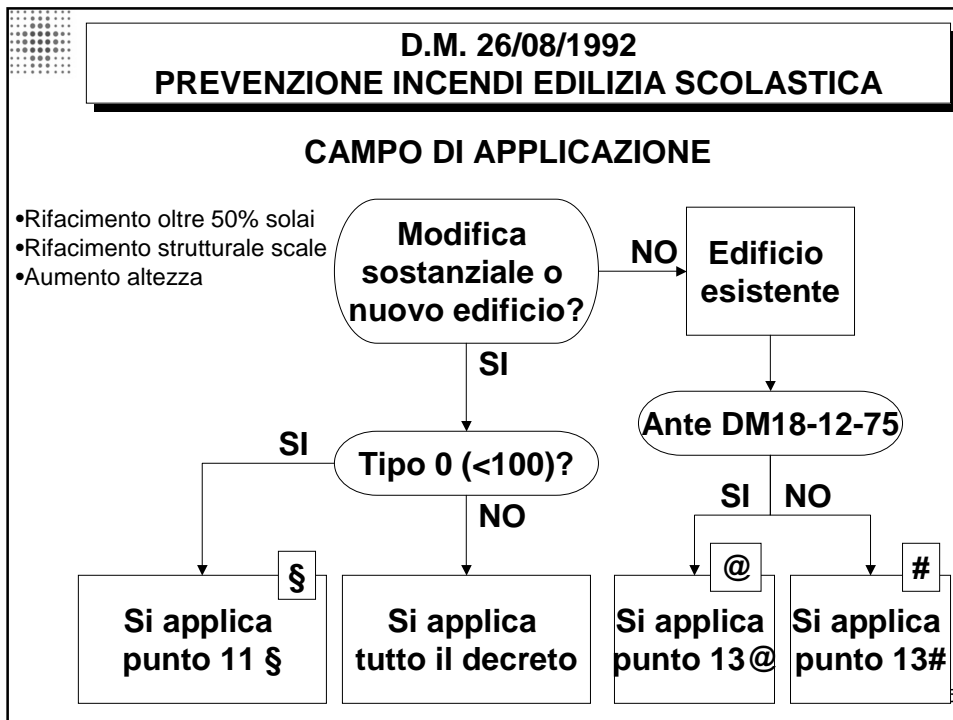 D.M. 26/08/1992
PREVENZIONE INCENDI EDILIZIA SCOLASTICA
CAMPO DI APPLICAZIONE
•Rifacimento oltre 50% solai
•Rifacimento strutturale scale
•Aumento altezza
Modifica
sostanziale o
nuovo edificio?
NO
Edificio
esistente
SI
Ante DM18-12-75
SI
Tipo 0 (<100)?
NO
SI
NO
§
Si applica
punto 11 §
Si applica
tutto il decreto
@
Si applica
punto 13@
#
Si applica
punto 13#